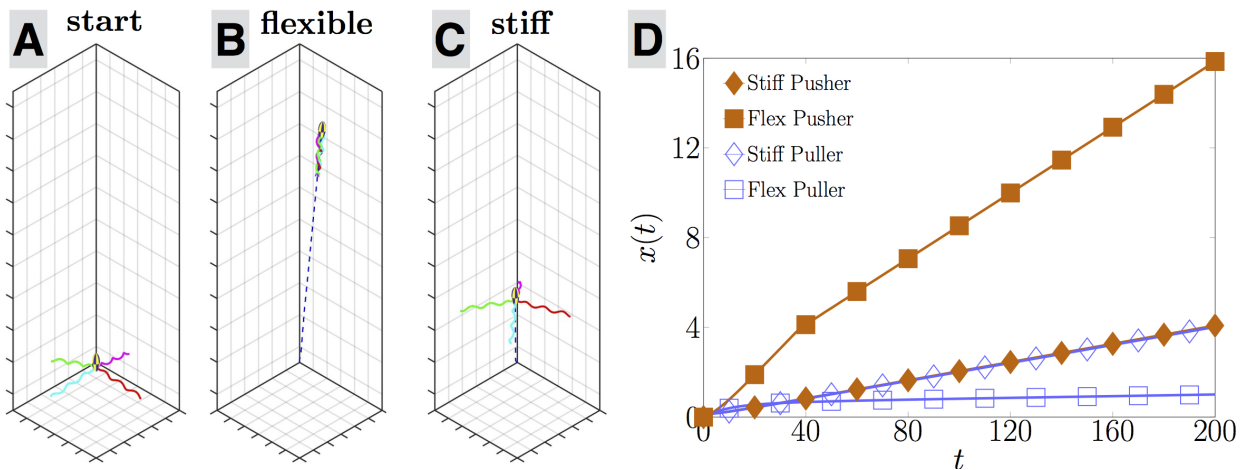 A start
B flexible
C stiff
D
16
12
8
4
0
Stiff Pusher
Flex Pusher
Stiff Puller
Flex Puller
x(t)
0 40 80 120 160 200
t